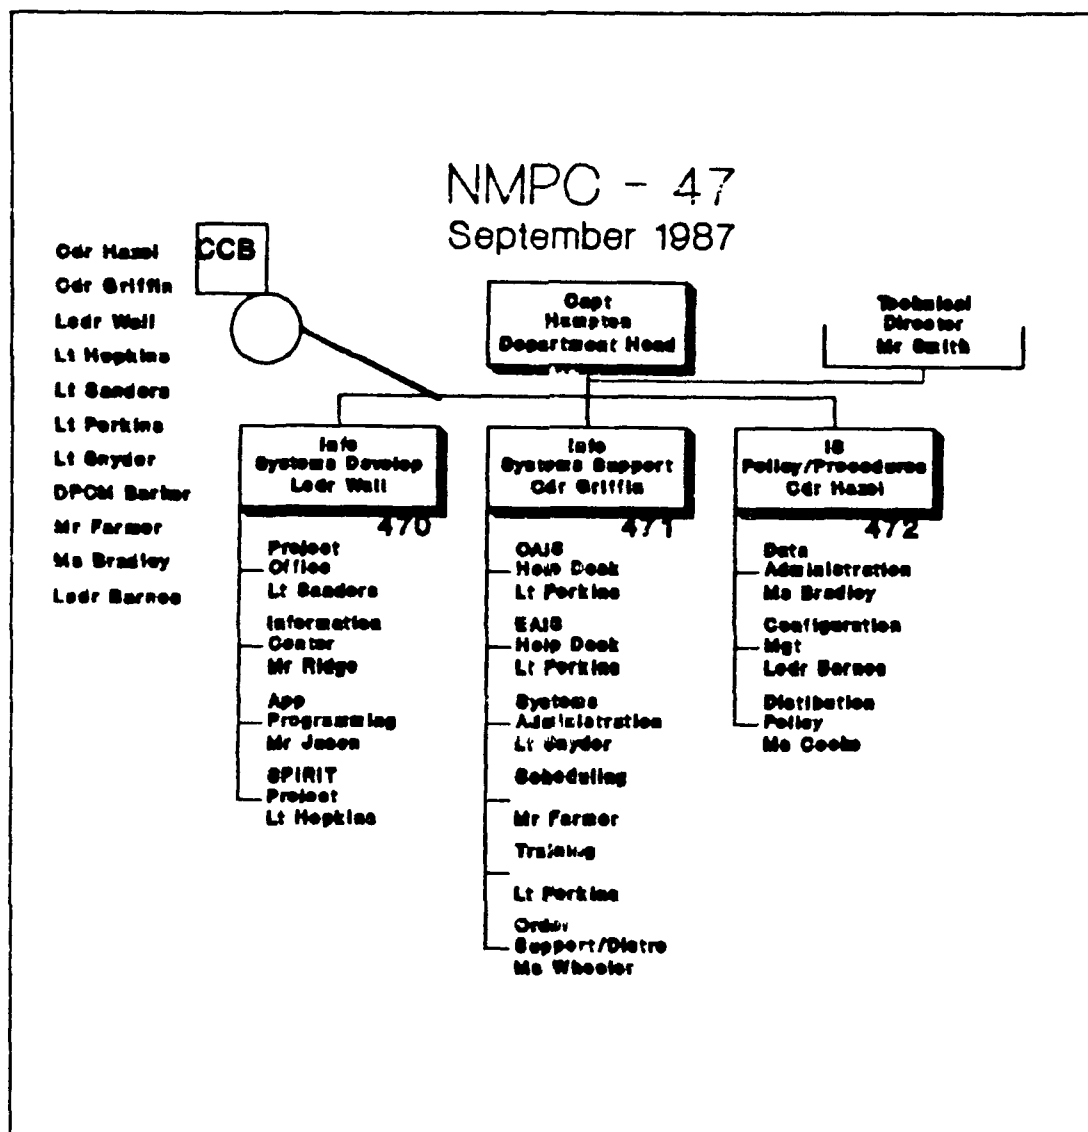 NMPC - 47
September 1987
CCB
Cdr Hazel
Cdr Griffin
Lcdr Wall
Lt Hopkins
Lt Sanders
Lt Perkins
Lt Snyder
DPCM Barker
Mr Farmer
Ms Bradley
Lcdr Barnes
Capt
Hampton
Department Head
Technical
Director
Mr Smith
Info
Systems Develop
Lcdr Wall
470
Project
Office
Lt Sanders
Information
Center
Mr Ridge
App
Programming
Mr Jason
SPIRIT
Project
Lt Hopkins
Info
Systems Support
Cdr Griffin
471
OAIS
Help Desk
Lt Perkins
EAIS
Help Desk
Lt Perkins
Systems
Administration
Lt Snyder
Scheduling
Mr Farmer
Training
Lt Perkins
Order
Support/Distro
Ms Wheeler
IS
Policy/Procedures
Cdr Hazel
472
Data
Administration
Ms Bradley
Configuration
Mgt
Lcdr Barnes
Distibution
Policy
Ms Cooke